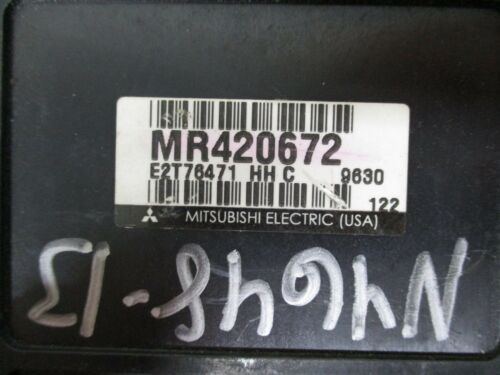 MR420672
E2T76471 HH C 9630
122
MITSUBISHI ELECTRIC (USA)
N4648-13